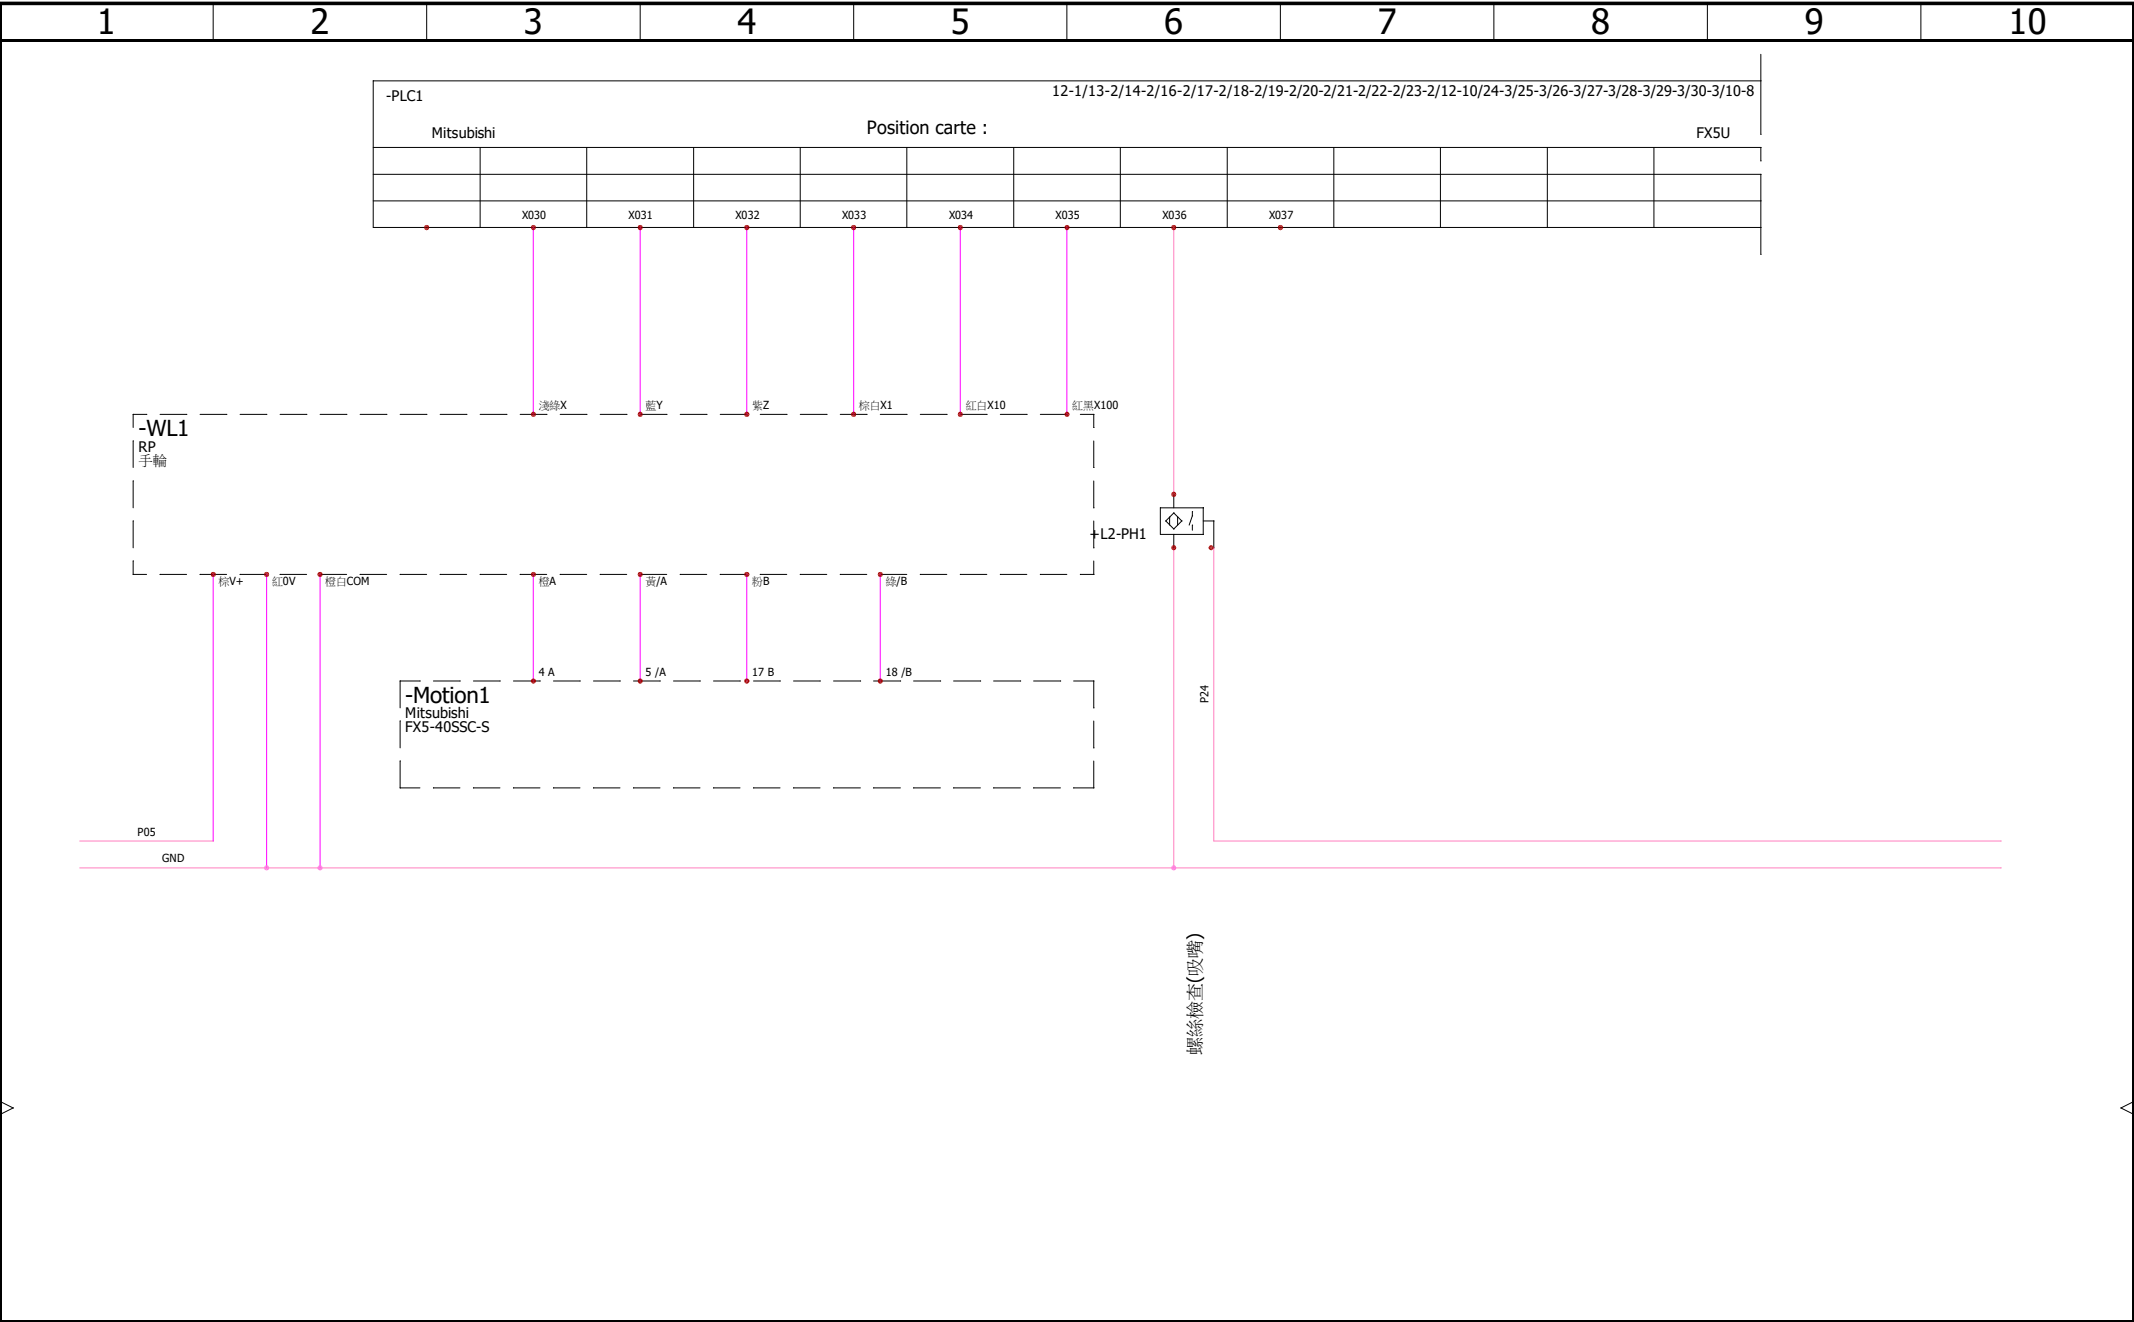 1 2 3 4 5 6 7 8 9 10
-PLC1
12-1/13-2/14-2/16-2/17-2/18-2/19-2/20-2/21-2/22-2/23-2/12-10/24-3/25-3/26-3/27-3/28-3/29-3/30-3/10-8
Mitsubishi
Position carte :
FX5U
X030 X031 X032 X033 X034 X035 X036 X037
淺綠X 藍Y 紫Z 棕白X1 紅白X10 紅黑X100
-WL1
RP
手輪
+L2-PH1
棕V+ 紅0V 橙白COM 橙A 黃/A 粉B 綠/B
4 A 5 /A 17 B 18 /B
-Motion1
Mitsubishi
FX5-40SSC-S
P24
P05
GND
螺絲檢查(吸嘴)